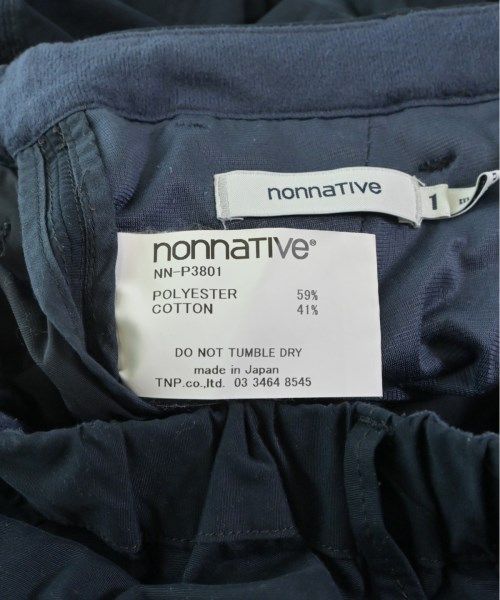 nonnaTIve
1
nonnaTIve®
NN-P3801
POLYESTER 59%
COTTON 41%
DO NOT TUMBLE DRY
made in Japan
TNP.co,.ltd. 03 3464 8545